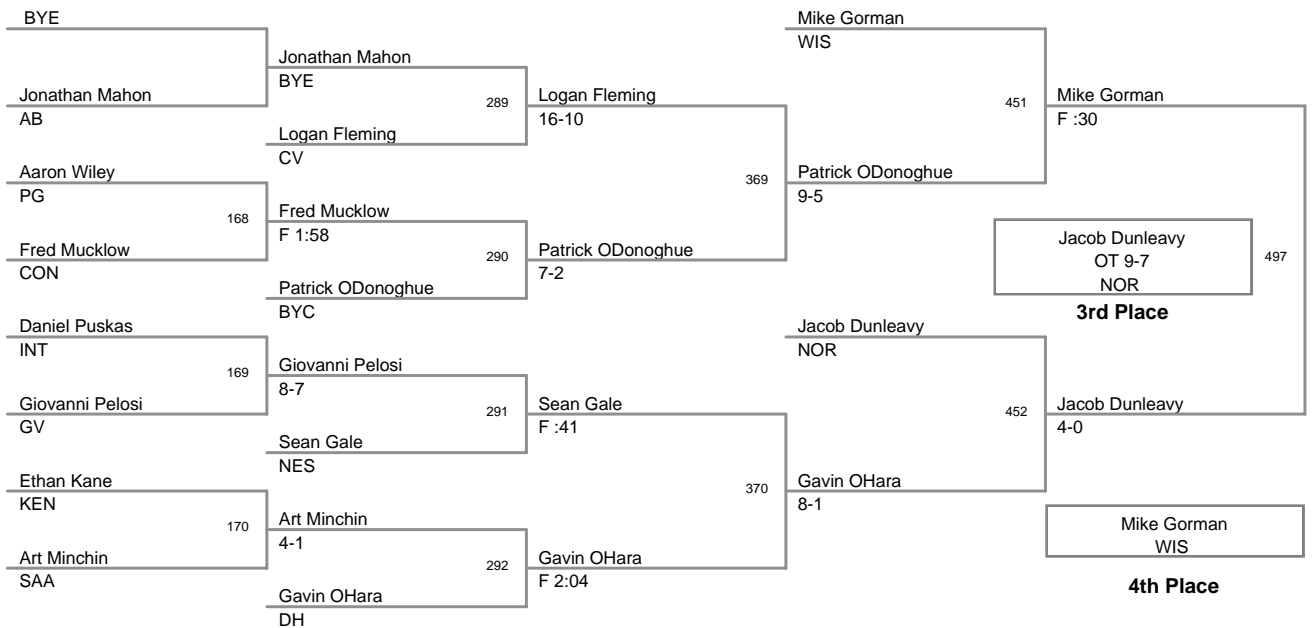 BYE
Jonathan Mahon
AB
Aaron Wiley
PG
168
Fred Mucklow
CON
Daniel Puskas
INT
169
Giovanni Pelosi
GV
Ethan Kane
KEN
170
Art Minchin
SAA
Jonathan Mahon
BYE
289
Logan Fleming
CV
Fred Mucklow
F 1:58
290
Patrick ODonoghue
BYC
Giovanni Pelosi
8-7
291
Sean Gale
NES
Art Minchin
4-1
292
Gavin OHara
DH
Logan Fleming
16-10
369
Patrick ODonoghue
7-2
Sean Gale
F :41
370
Gavin OHara
F 2:04
Mike Gorman
WIS
451
Patrick ODonoghue
9-5
Jacob Dunleavy
NOR
452
Gavin OHara
8-1
Mike Gorman
F :30
Jacob Dunleavy
OT 9-7
NOR
497
3rd Place
Jacob Dunleavy
4-0
Mike Gorman
WIS
4th Place